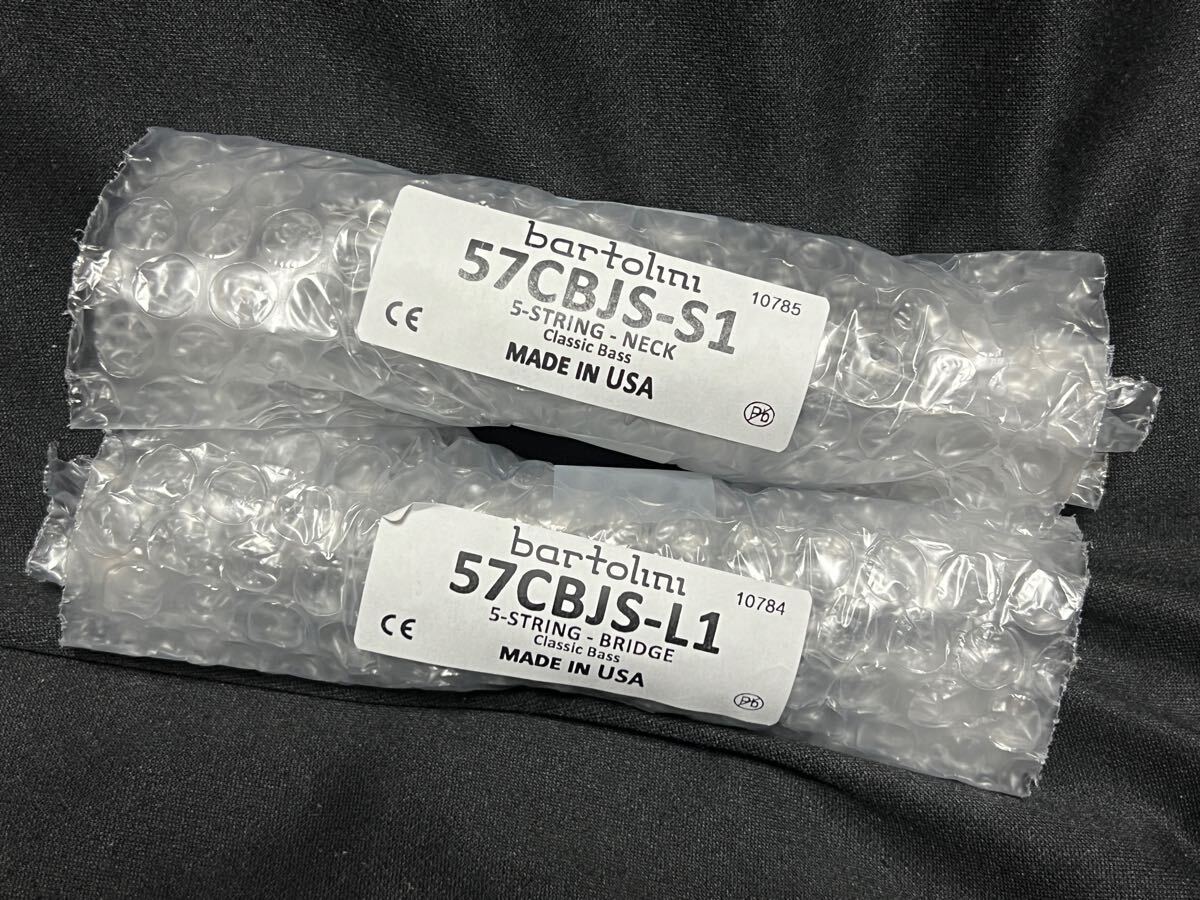 bartolini
57CBJS-S1
10785
5-STRING - NECK
Classic Bass
CE
MADE IN USA
Pb
bartolini
57CBJS-L1
10784
5-STRING - BRIDGE
Classic Bass
CE
MADE IN USA
Pb